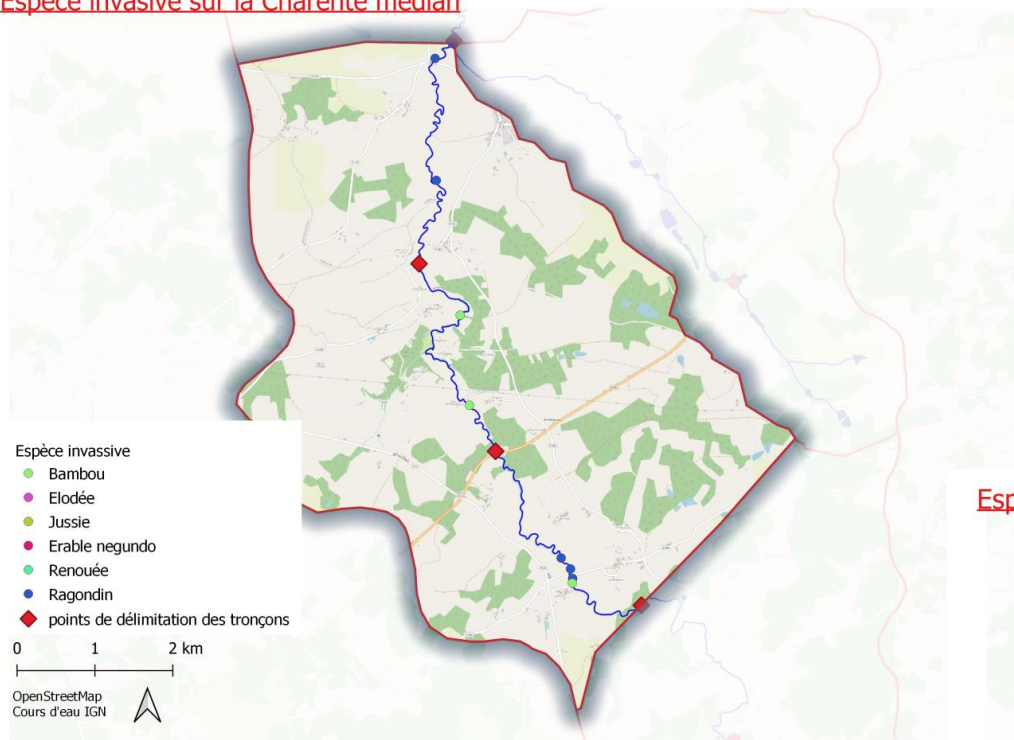 Espèce invasive sur la Charente médian
Espèce invassive
Bambou
Elodée
Jussie
Erable negundo
Renouée
Ragondin
points de délimitation des tronçons
0 1 2 km
OpenStreetMap
Cours d'eau IGN
Esp